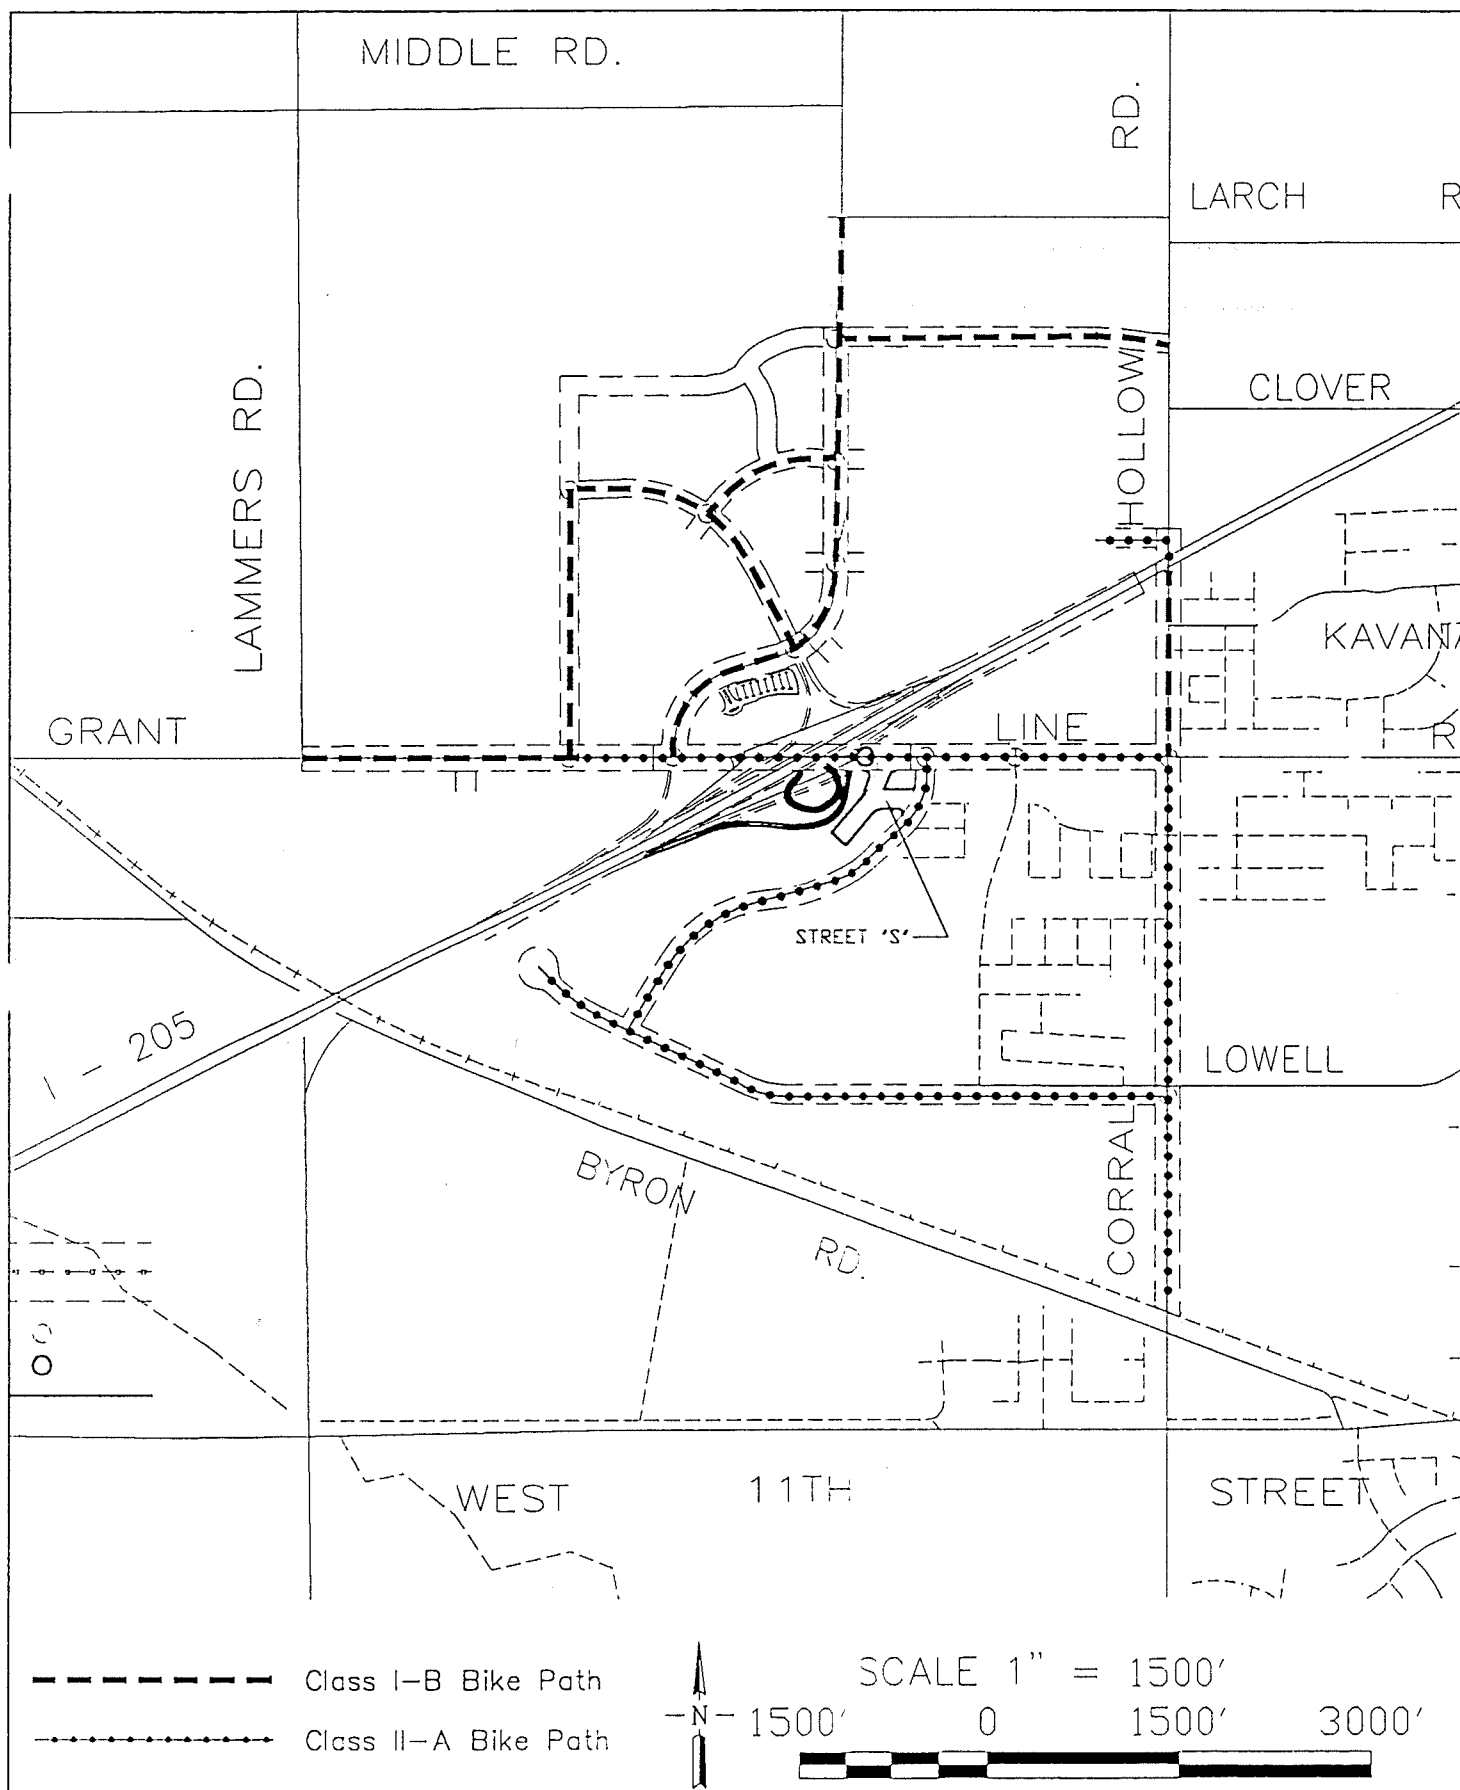 MIDDLE RD.
RD.
LARCH R
HOLLOW
CLOVER
LAMMERS RD.
KAVANA
GRANT
LINE
R
STREET 'S'
I - 205
LOWELL
CORRAL
BYRON
RD.
WEST 11TH STREET
Class I-B Bike Path
Class II-A Bike Path
N
SCALE 1" = 1500'
1500' 0 1500' 3000'